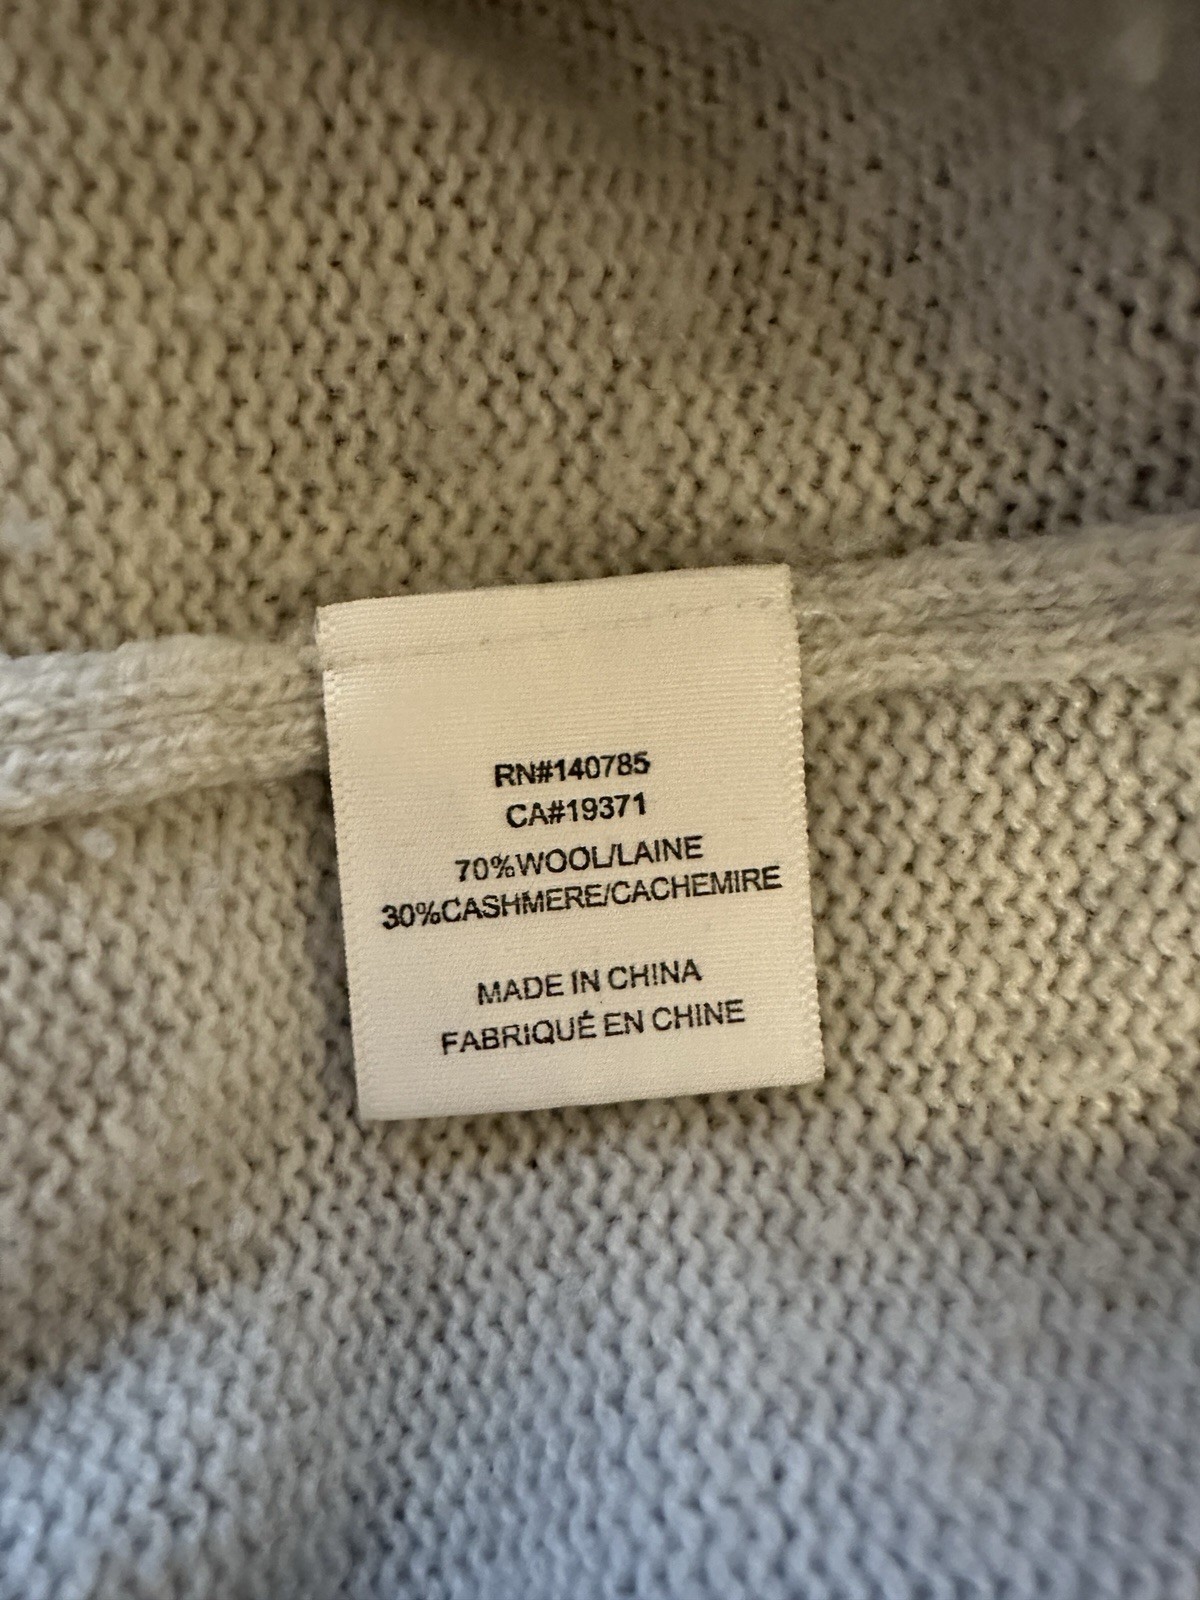 RN#140785
CA#19371
70%WOOL/LAINE
30%CASHMERE/CACHEMIRE
MADE IN CHINA
FABRIQUÉ EN CHINE